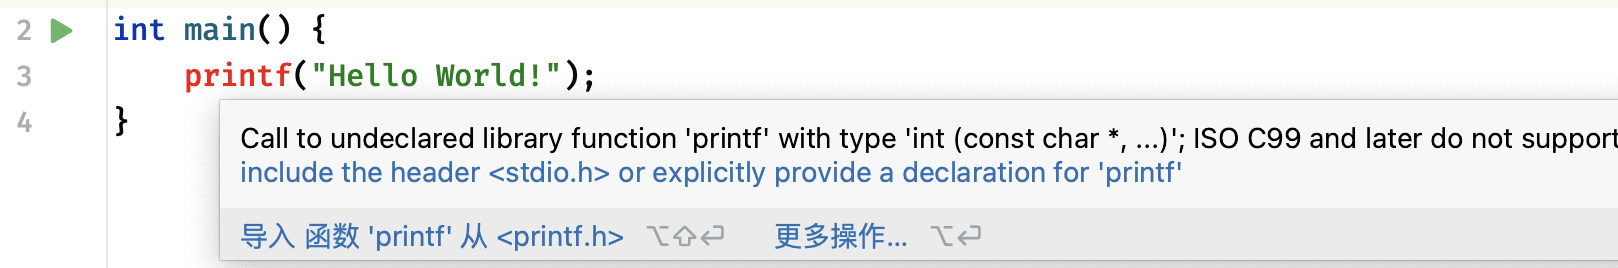 2 int main() {
3 printf("Hello World!");
4 }
Call to undeclared library function 'printf' with type 'int (const char *, ...)'; ISO C99 and later do not support
include the header <stdio.h> or explicitly provide a declaration for 'printf'
导入 函数 'printf' 从 <printf.h> ⌥⇧⏎ 更多操作... ⌥⏎